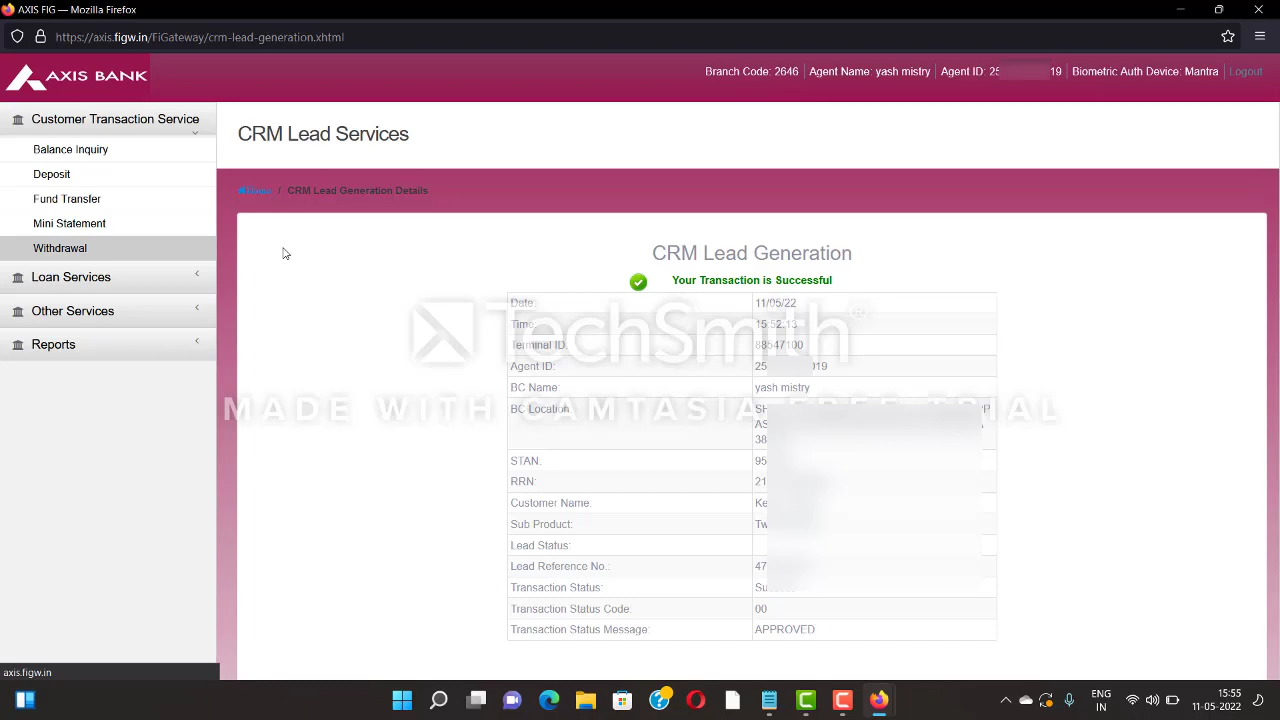 AXIS FIG — Mozilla Firefox
https://axis.figw.in/FiGateway/crm-lead-generation.xhtml
AXIS BANK
Branch Code: 2646 Agent Name: yash mistry Agent ID: 25 19 Biometric Auth Device: Mantra Logout
Customer Transaction Service
Balance Inquiry
Deposit
Fund Transfer
Mini Statement
Withdrawal
Loan Services
Other Services
Reports
CRM Lead Services
Home / CRM Lead Generation Details
CRM Lead Generation
Your Transaction is Successful
Date: 11/05/22
Time: 15:52:13
Terminal ID: 88547100
Agent ID: 25 019
BC Name: yash mistry
BC Location:
38
STAN: 95
RRN: 21
Customer Name:
Sub Product:
Lead Status:
Lead Reference No.: 47
Transaction Status:
Transaction Status Code: 00
Transaction Status Message: APPROVED
TechSmith
MADE WITH CAMTASIA FREE TRIAL
axis.figw.in
ENG
IN
15:55
11-05-2022